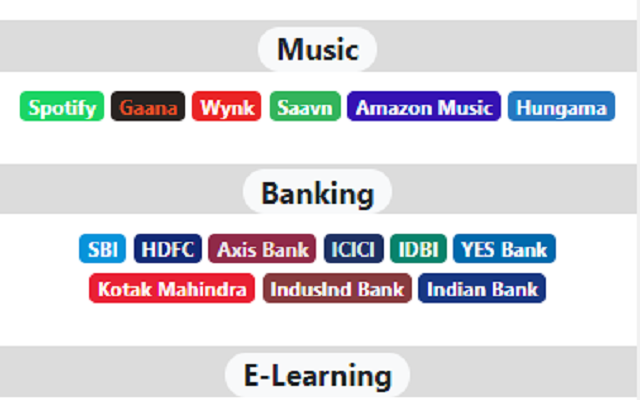 Music
Spotify Gaana Wynk Saavn Amazon Music Hungama
Banking
SBI HDFC Axis Bank ICICI IDBI YES Bank
Kotak Mahindra IndusInd Bank Indian Bank
E-Learning